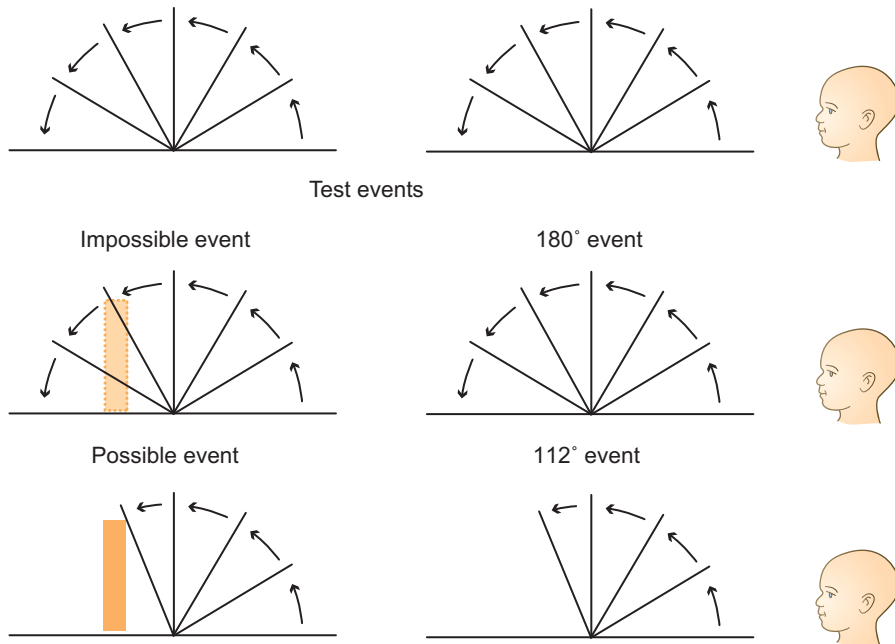 Test events
Impossible event
180° event
Possible event
112° event